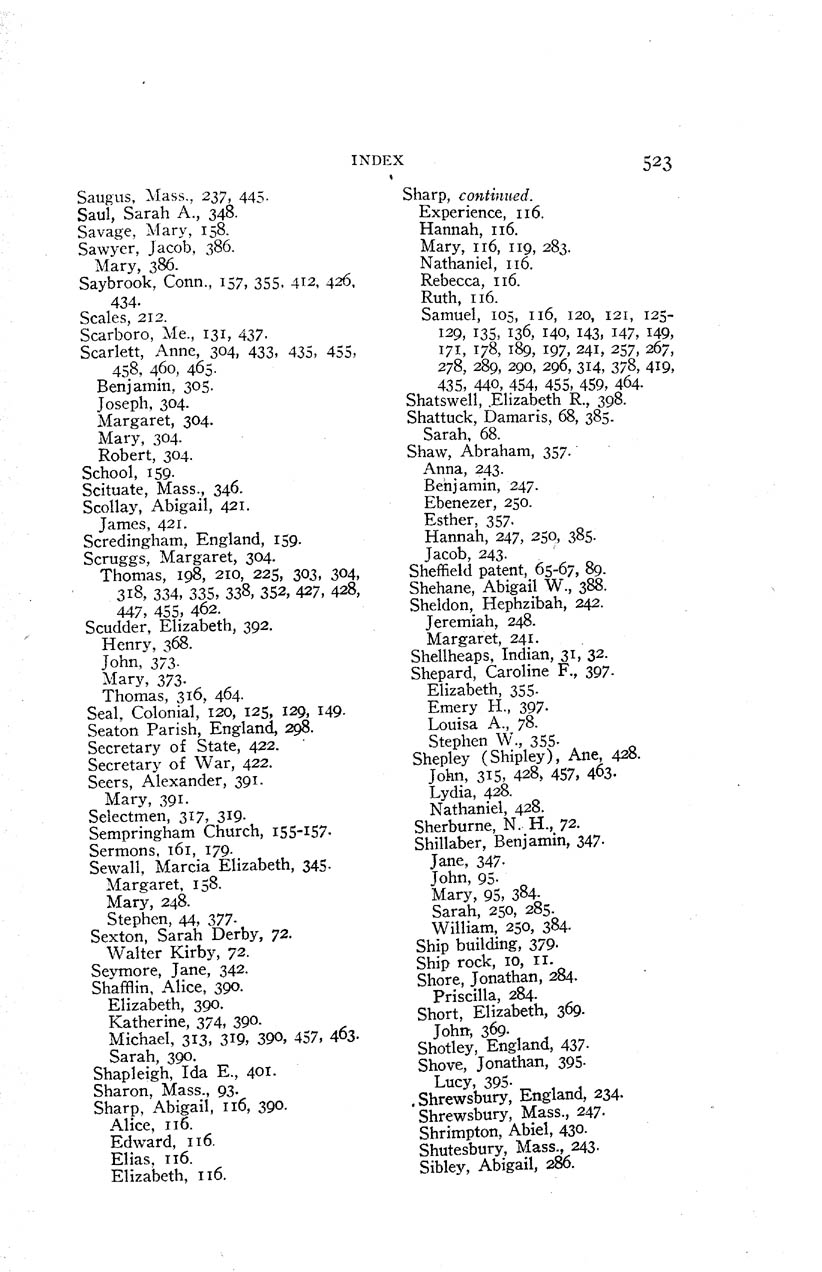 INDEX 523
Saugus, Mass., 237, 445.
Saul, Sarah A., 348.
Savage, Mary, 158.
Sawyer, Jacob, 386.
Mary, 386.
Saybrook, Conn., 157, 355, 412, 426,
434.
Scales, 212.
Scarboro, Me., 131, 437.
Scarlett, Anne, 304, 433, 435, 455,
458, 460, 465.
Benjamin, 305.
Joseph, 304.
Margaret, 304.
Mary, 304.
Robert, 304.
School, 159.
Scituate, Mass., 346.
Scollay, Abigail, 421.
James, 421.
Scredingham, England, 159.
Scruggs, Margaret, 304.
Thomas, 198, 210, 225, 303, 304,
318, 334, 335, 338, 352, 427, 428,
447, 455, 462.
Scudder, Elizabeth, 392.
Henry, 368.
John, 373.
Mary, 373.
Thomas, 316, 464.
Seal, Colonial, 120, 125, 129, 149.
Seaton Parish, England, 298.
Secretary of State, 422.
Secretary of War, 422.
Seers, Alexander, 391.
Mary, 391.
Selectmen, 317, 319.
Sempringham Church, 155-157.
Sermons, 161, 179.
Sewall, Marcia Elizabeth, 345.
Margaret, 158.
Mary, 248.
Stephen, 44, 377.
Sexton, Sarah Derby, 72.
Walter Kirby, 72.
Seymore, Jane, 342.
Shafflin, Alice, 390.
Elizabeth, 390.
Katherine, 374, 390.
Michael, 313, 319, 390, 457, 463.
Sarah, 390.
Shapleigh, Ida E., 401.
Sharon, Mass., 93.
Sharp, Abigail, 116, 390.
Alice, 116.
Edward, 116.
Elias, 116.
Elizabeth, 116.
Sharp, continued.
Experience, 116.
Hannah, 116.
Mary, 116, 119, 283.
Nathaniel, 116.
Rebecca, 116.
Ruth, 116.
Samuel, 105, 116, 120, 121, 125-
129, 135, 136, 140, 143, 147, 149,
171, 178, 189, 197, 241, 257, 267,
278, 289, 290, 296, 314, 378, 419,
435, 440, 454, 455, 459, 464.
Shatswell, Elizabeth R., 398.
Shattuck, Damaris, 68, 385.
Sarah, 68.
Shaw, Abraham, 357.
Anna, 243.
Benjamin, 247.
Ebenezer, 250.
Esther, 357.
Hannah, 247, 250, 385.
Jacob, 243.
Sheffield patent, 65-67, 89.
Shehane, Abigail W., 388.
Sheldon, Hephzibah, 242.
Jeremiah, 248.
Margaret, 241.
Shellheaps, Indian, 31, 32.
Shepard, Caroline F., 397.
Elizabeth, 355.
Emery H., 397.
Louisa A., 78.
Stephen W., 355.
Shepley (Shipley), Ane, 428.
John, 315, 428, 457, 463.
Lydia, 428.
Nathaniel, 428.
Sherburne, N. H., 72.
Shillaber, Benjamin, 347.
Jane, 347.
John, 95.
Mary, 95, 384.
Sarah, 250, 285.
William, 250, 384.
Ship building, 379.
Ship rock, 10, 11.
Shore, Jonathan, 284.
Priscilla, 284.
Short, Elizabeth, 369.
John, 369.
Shotley, England, 437.
Shove, Jonathan, 395.
Lucy, 395.
Shrewsbury, England, 234.
Shrewsbury, Mass., 247.
Shrimpton, Abiel, 430.
Shutesbury, Mass., 243.
Sibley, Abigail, 286.